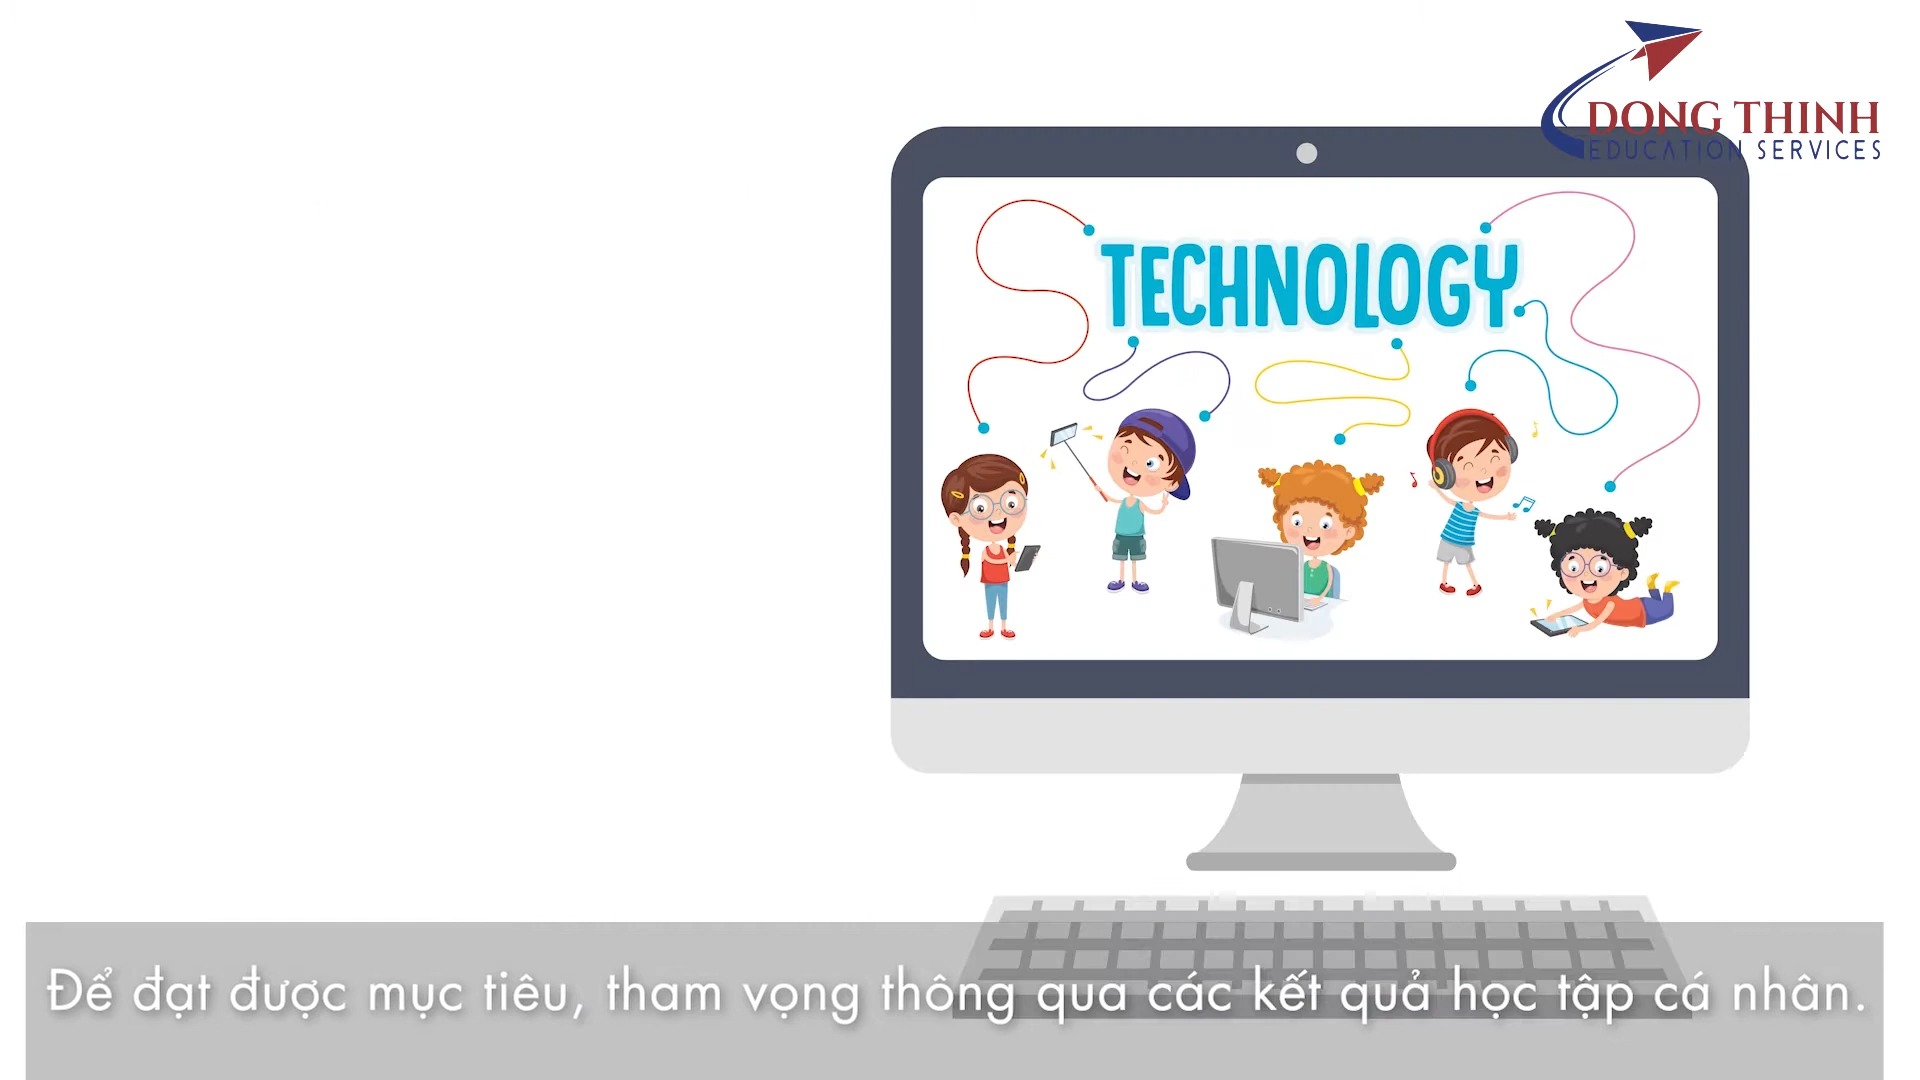 DONG THINH
EDUCATION SERVICES
TECHNOLOGY
Để đạt được mục tiêu, tham vọng thông qua các kết quả học tập cá nhân.